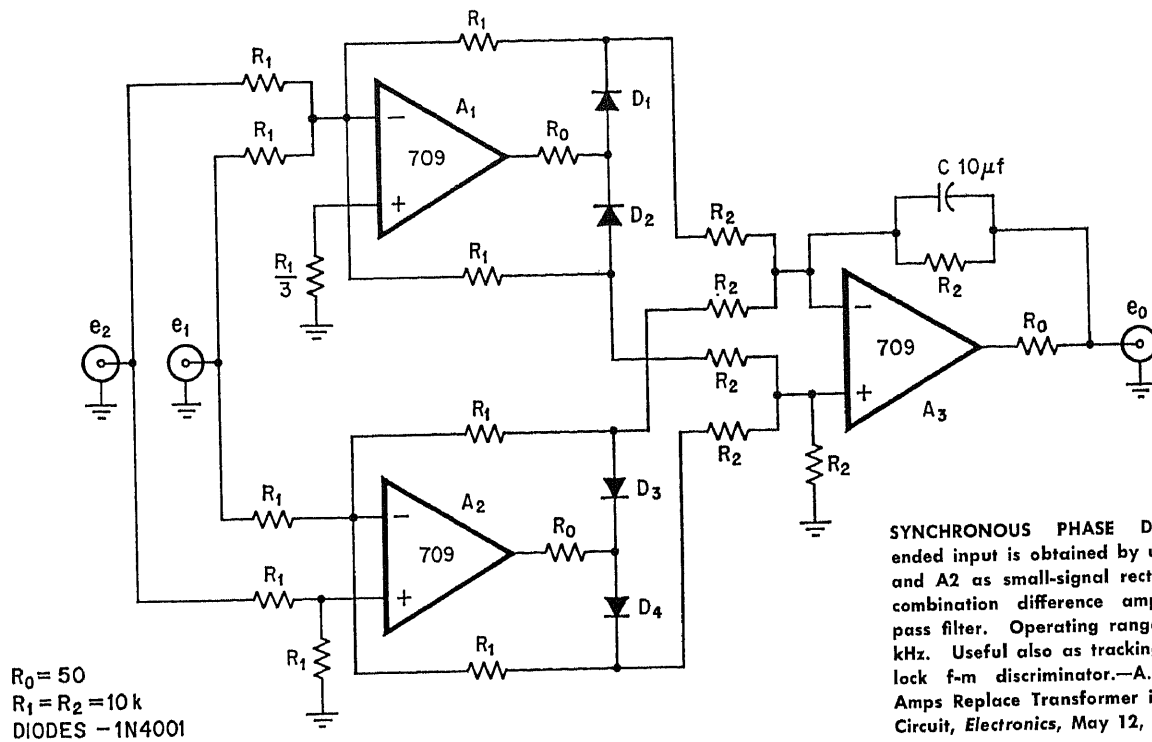 R1
R1
R1
A1
D1
R0
709
−
+
D2
R1
3
R1
C 10μf
R2
R2
R2
R2
R2
−
709
+
A3
R0
e0
R2
e2
e1
R1
R1
A2
−
709
+
R0
D3
D4
R1
R1
R1
R0 = 50
R1 = R2 = 10 k
DIODES – 1N4001
SYNCHRONOUS PHASE
ended input is obtained by
and A2 as small-signal
combination difference
pass filter. Operating
kHz. Useful also as
lock f-m discriminator.—A.
Amps Replace Transformer
Circuit, Electronics, May 12,